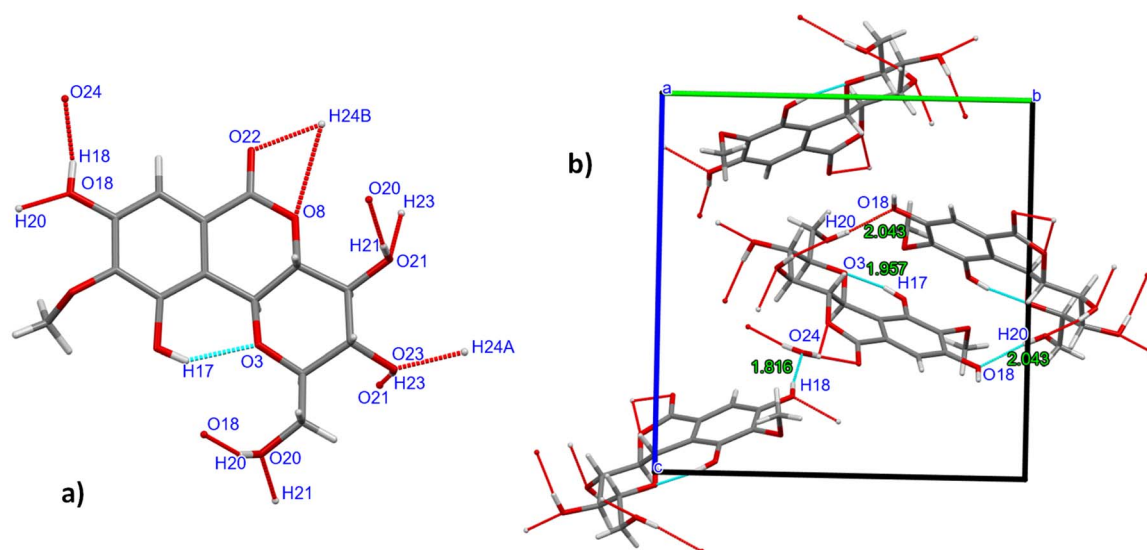 O24
H18
O18
H20
O22
H24B
O8
O20
H23
H21
O21
H17
O3
O23
H24A
H23
O21
O18
H20
O20
H21
a)
b)
a
b
O18
H20
2.043
O3
1.957
H17
O24
H20
2.043
O18
1.816
H18
c